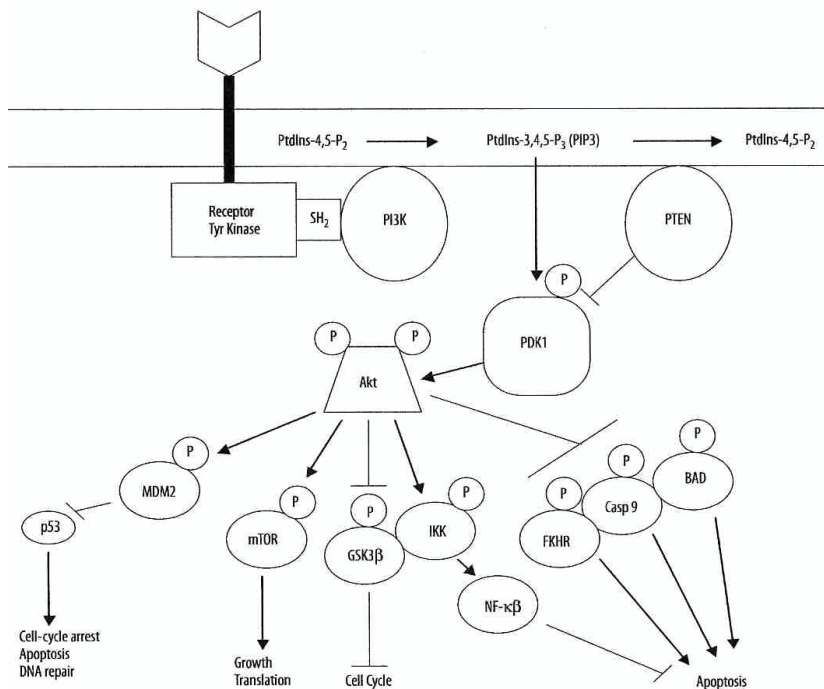 PtdIns-4,5-P2
PtdIns-3,4,5-P3 (PIP3)
PtdIns-4,5-P2
Receptor
Tyr Kinase
SH2
PI3K
PTEN
P
PDK1
P
P
Akt
P
MDM2
p53
Cell-cycle arrest
Apoptosis
DNA repair
P
mTOR
Growth
Translation
P
GSK3β
Cell Cycle
P
IKK
NF-κβ
P
FKHR
P
Casp 9
P
BAD
Apoptosis